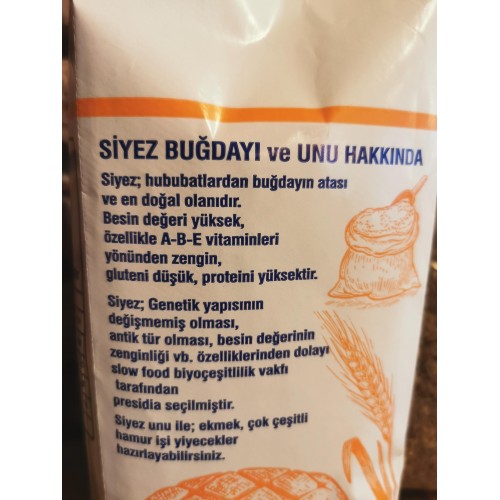 SİYEZ BUĞDAYI ve UNU HAKKINDA
Siyez; hububatlardan buğdayın atası
ve en doğal olanıdır.
Besin değeri yüksek,
özellikle A-B-E vitaminleri
yönünden zengin,
gluteni düşük, proteini yüksektir.
Siyez; Genetik yapısının
değişmemiş olması,
antik tür olması, besin değerinin
zenginliği vb. özelliklerinden dolayı
slow food biyoçeşitlilik vakfı
tarafından
presidia seçilmiştir.
Siyez unu ile; ekmek, çok çeşitli
hamur işi yiyecekler
hazırlayabilirsiniz.